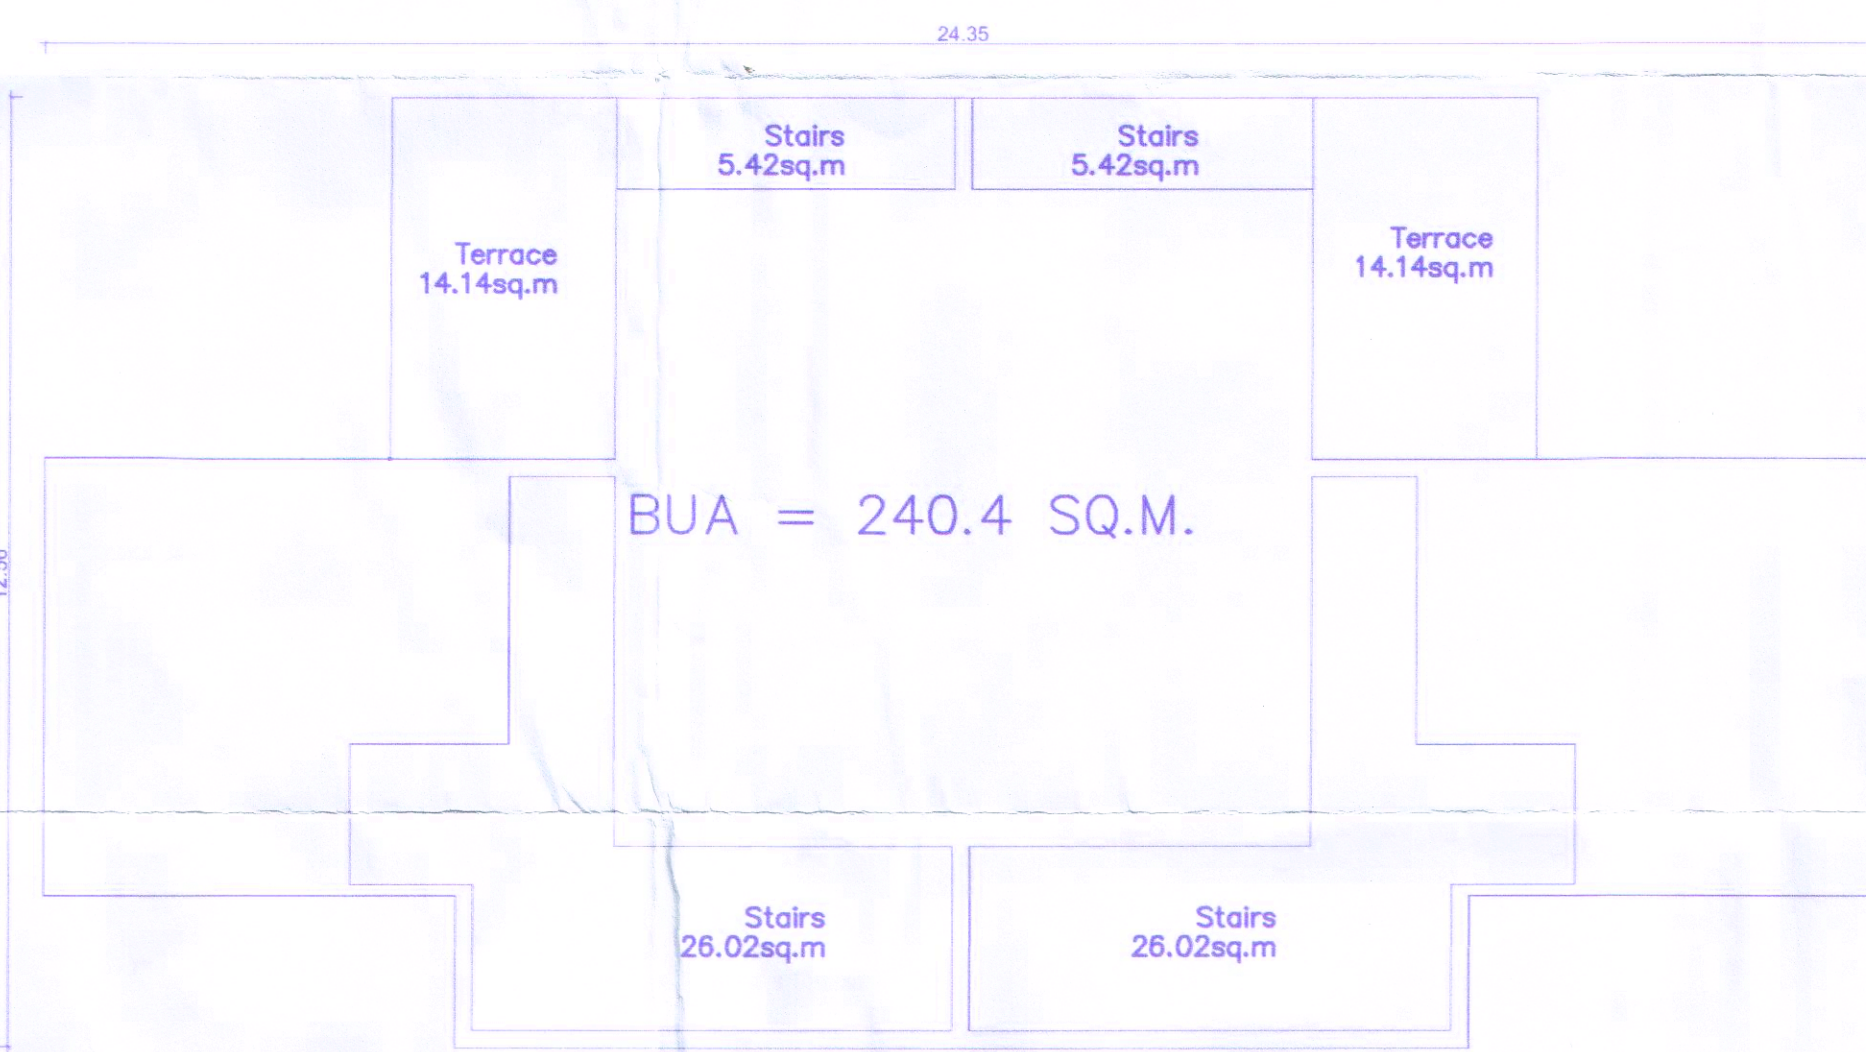 24.35
Stairs
5.42sq.m
Stairs
5.42sq.m
Terrace
14.14sq.m
Terrace
14.14sq.m
BUA = 240.4 SQ.M.
Stairs
26.02sq.m
Stairs
26.02sq.m